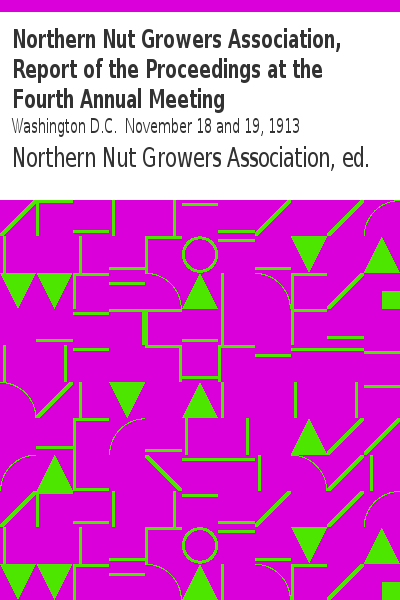 Northern Nut Growers Association,
Report of the Proceedings at the
Fourth Annual Meeting
Washington D.C.  November 18 and 19, 1913
Northern Nut Growers Association, ed.